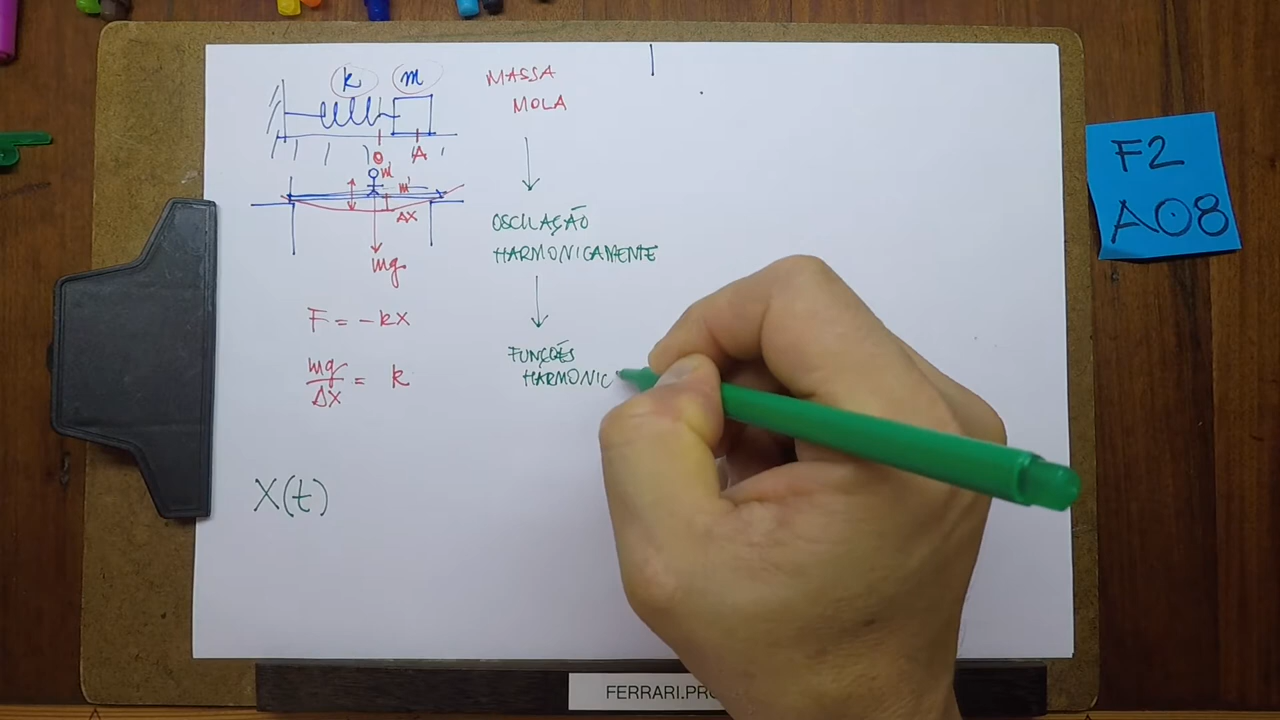 k m
MASSA
MOLA
O A
m
m
ΔX
mg
OSCILAÇÃO
HARMONICAMENTE
F = -kx
mg/ΔX = k
FUNÇÕES
HARMONIC
X(t)
F2
A08
FERRARI.PRO